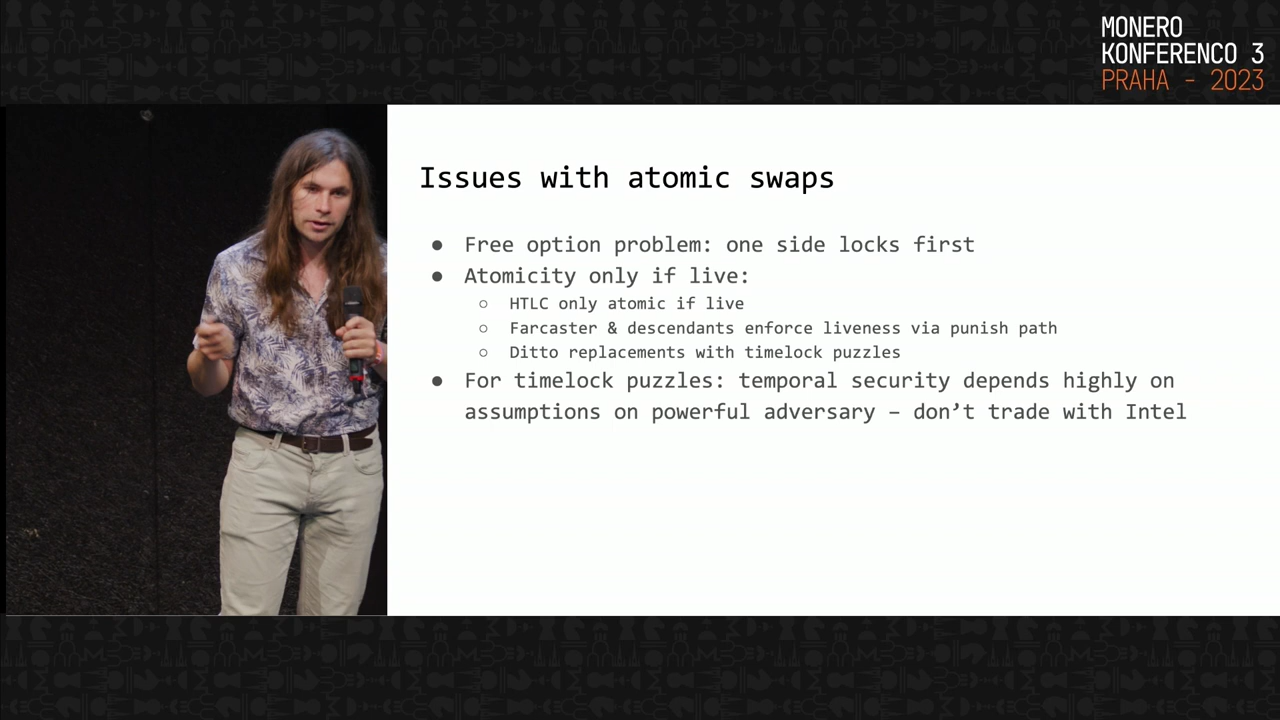 MONERO
KONFERENCO 3
PRAHA - 2023
Issues with atomic swaps
● Free option problem: one side locks first
● Atomicity only if live:
○ HTLC only atomic if live
○ Farcaster & descendants enforce liveness via punish path
○ Ditto replacements with timelock puzzles
● For timelock puzzles: temporal security depends highly on
assumptions on powerful adversary – don’t trade with Intel